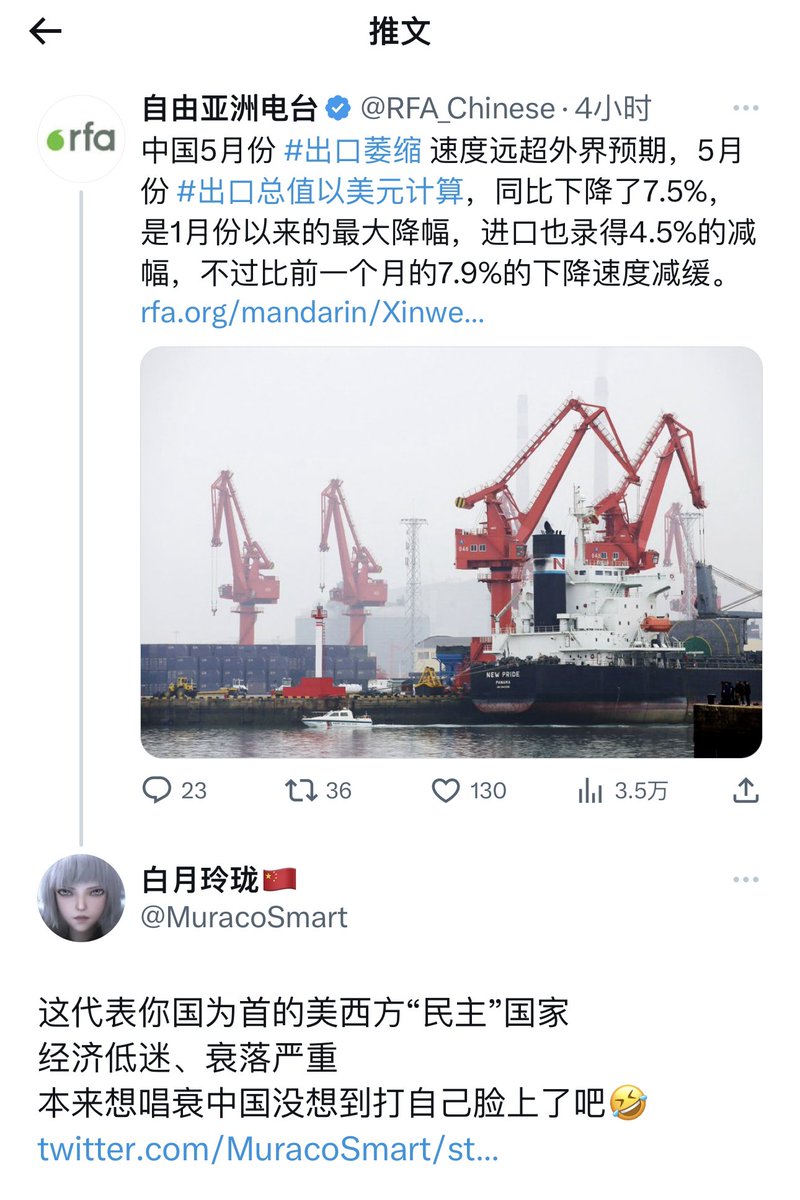 推文
rfa
自由亚洲电台 @RFA_Chinese · 4小时
中国5月份 #出口萎缩 速度远超外界预期，5月
份 #出口总值以美元计算，同比下降了7.5%，
是1月份以来的最大降幅，进口也录得4.5%的减
幅，不过比前一个月的7.9%的下降速度减缓。
rfa.org/mandarin/Xinwe...
N
NEW PRIDE
PANAMA
23 36 130 3.5万
白月玲珑🇨🇳
@MuracoSmart
这代表你国为首的美西方“民主”国家
经济低迷、衰落严重
本来想唱衰中国没想到打自己脸上了吧🤣
twitter.com/MuracoSmart/st...